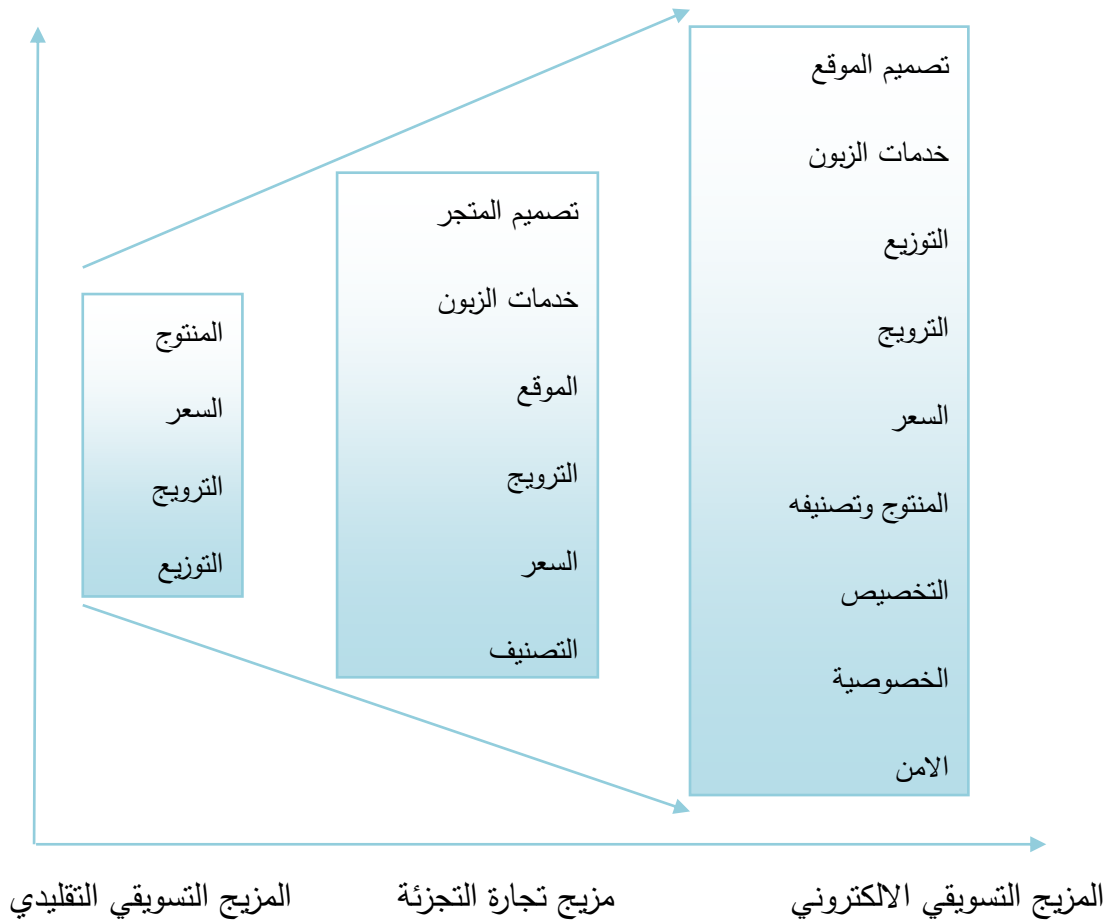 تصميم الموقع
خدمات الزبون
التوزيع
الترويج
السعر
المنتوج وتصنيفه
التخصيص
الخصوصية
الامن
تصميم المتجر
خدمات الزبون
الموقع
الترويج
السعر
التصنيف
المنتوج
السعر
الترويج
التوزيع
المزيج التسويقي الالكتروني
مزيج تجارة التجزئة
المزيج التسويقي التقليدي